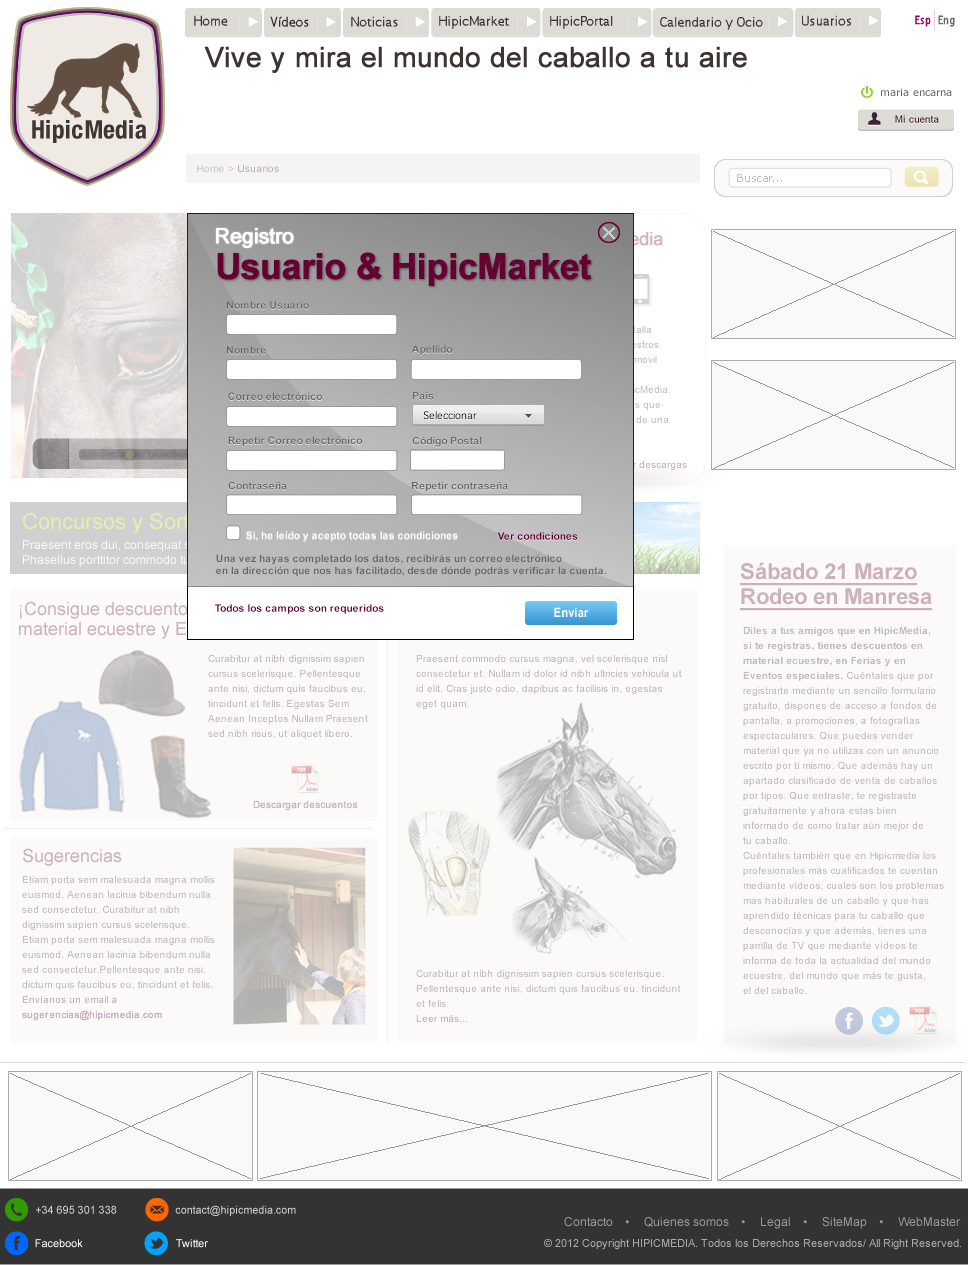 Home
Vídeos
Noticias
HipicMarket
HipicPortal
Calendario y Ocio
Usuarios
Esp
Eng
HipicMedia
Vive y mira el mundo del caballo a tu aire
maria encarna
Mi cuenta
Home > Usuarios
Buscar...
Registro
Usuario & HipicMarket
Nombre Usuario
Nombre
Apellido
Correo electrónico
País
Seleccionar
Repetir Correo electrónico
Código Postal
Contraseña
Repetir contraseña
Si, he leido y acepto todas las condiciones
Ver condiciones
Una vez hayas completado los datos, recibirás un correo electrónico
en la dirección que nos has facilitado, desde dónde podrás verificar la cuenta.
Todos los campos son requeridos
Enviar
edia
talla
estros
movil
cMedia.
s que
de una
r descargas
Concursos y Sort
Praesent eros dui, consequat s
Phasellus porttitor commodo tu
¡Consigue descuento
material ecuestre y E
Curabitur at nibh dignissim sapien
cursus scelerisque. Pellentesque
ante nisi, dictum quis faucibus eu,
tincidunt et felis. Egestas Sem
Aenean Inceptos Nullam Praesent
sed nibh risus, ut aliquet libero.
PDF
Adobe
Descargar descuentos
Sugerencias
Etiam porta sem malesuada magna mollis
euismod. Aenean lacinia bibendum nulla
sed consectetur. Curabitur at nibh
dignissim sapien cursus scelerisque.
Etiam porta sem malesuada magna mollis
euismod. Aenean lacinia bibendum nulla
sed consectetur.Pellentesque ante nisi,
dictum quis faucibus eu, tincidunt et felis.
Envíanos un email a
sugerencias@hipicmedia.com
Praesent commodo cursus magna, vel scelerisque nisl
consectetur et. Nullam id dolor id nibh ultricies vehicula ut
id elit. Cras justo odio, dapibus ac facilisis in, egestas
eget quam.
Curabitur at nibh dignissim sapien cursus scelerisque.
Pellentesque ante nisi, dictum quis faucibus eu, tincidunt
et felis.
Leer más...
Sábado 21 Marzo
Rodeo en Manresa
Diles a tus amigos que en HipicMedia,
si te registras, tienes descuentos en
material ecuestre, en Ferias y en
Eventos especiales. Cuéntales que por
registrarte mediante un sencillo formulario
gratuito, dispones de acceso a fondos de
pantalla, a promociones, a fotografías
espectaculares. Que puedes vender
material que ya no utilizas con un anuncio
escrito por ti mismo. Que además hay un
apartado clasificado de venta de caballos
por tipos. Que entraste, te registraste
gratuitamente y ahora estas bien
informado de como tratar aún mejor de
tu caballo.
Cuéntales también que en Hipicmedia los
profesionales más cualificados te cuentan
mediante vídeos, cuales son los problemas
mas habituales de un caballo y que has
aprendido técnicas para tu caballo que
desconocías y que además, tienes una
parrilla de TV que mediante vídeos te
informa de toda la actualidad del mundo
ecuestre, del mundo que más te gusta,
el del caballo.
PDF
Adobe
+34 695 301 338
contact@hipicmedia.com
Facebook
Twitter
Contacto • Quienes somos • Legal • SiteMap • WebMaster
© 2012 Copyright HIPICMEDIA. Todos los Derechos Reservados/ All Right Reserved.